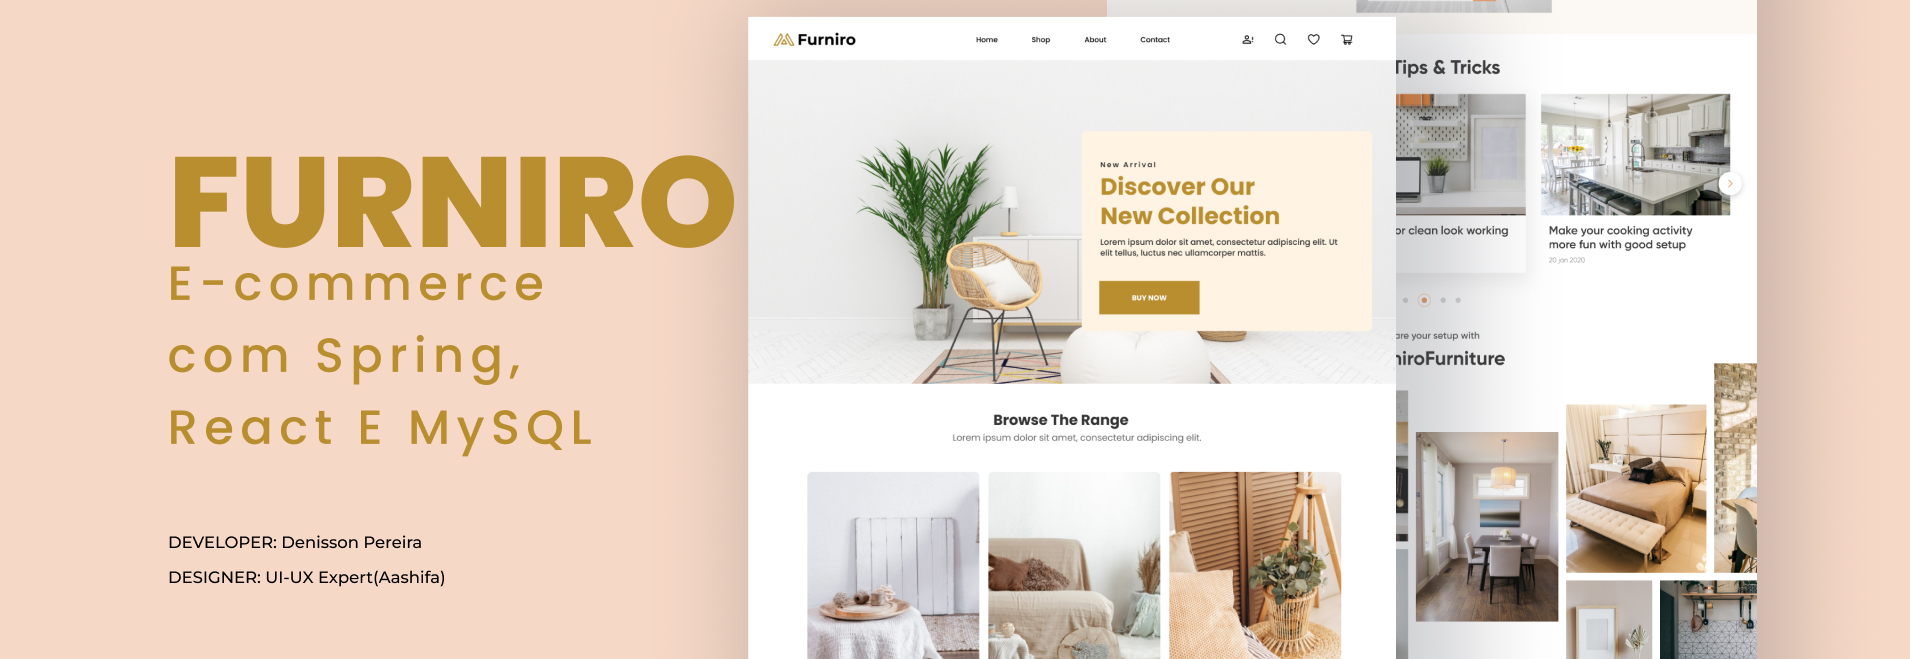 FURNIRO
E-commerce
com Spring,
React E MySQL
DEVELOPER: Denisson Pereira
DESIGNER: UI-UX Expert(Aashifa)
Furniro
Home
Shop
About
Contact
New Arrival
Discover Our
New Collection
Lorem ipsum dolor sit amet, consectetur adipiscing elit. Ut
elit tellus, luctus nec ullamcorper mattis.
BUY NOW
Browse The Range
Lorem ipsum dolor sit amet, consectetur adipiscing elit.
Tips & Tricks
or clean look working
Make your cooking activity
more fun with good setup
20 jan 2020
are your setup with
niroFurniture